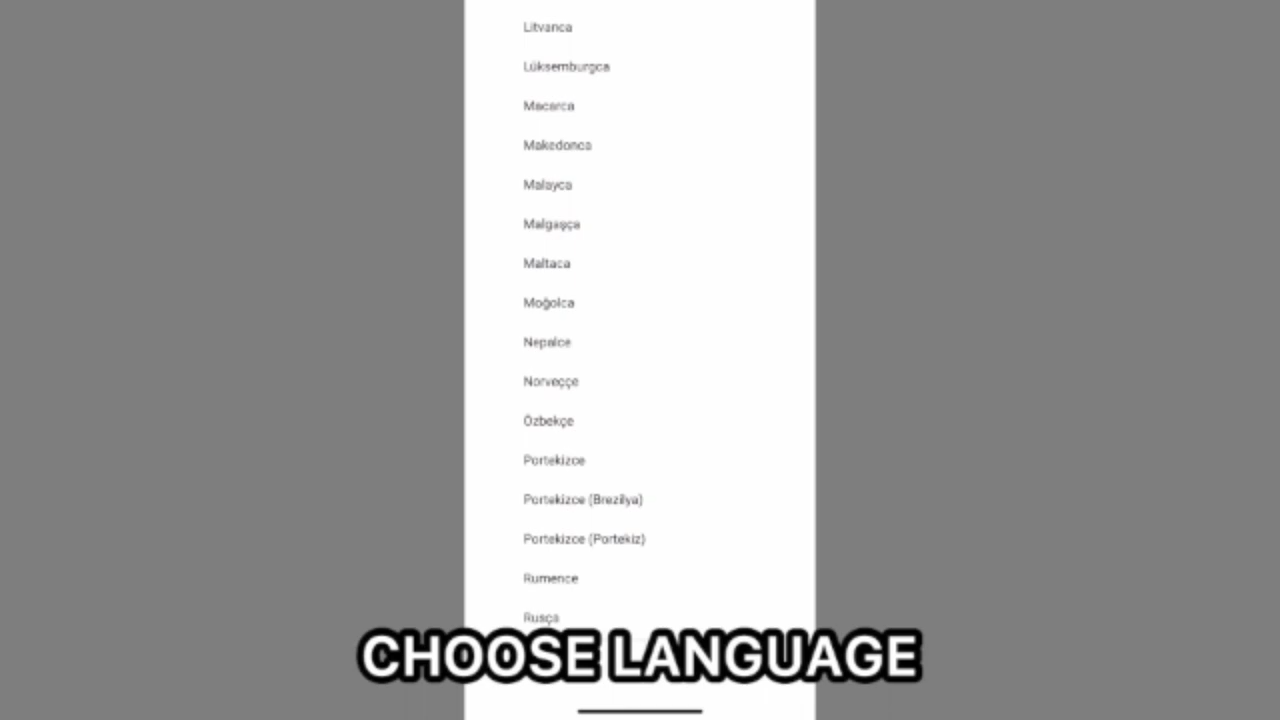 Litvanca
Lüksemburgca
Macarca
Makedonca
Malayca
Malgaşça
Maltaca
Moğolca
Nepalce
Norveççe
Özbekçe
Portekizce
Portekizce (Brezilya)
Portekizce (Portekiz)
Rumence
Rusça
CHOOSE LANGUAGE